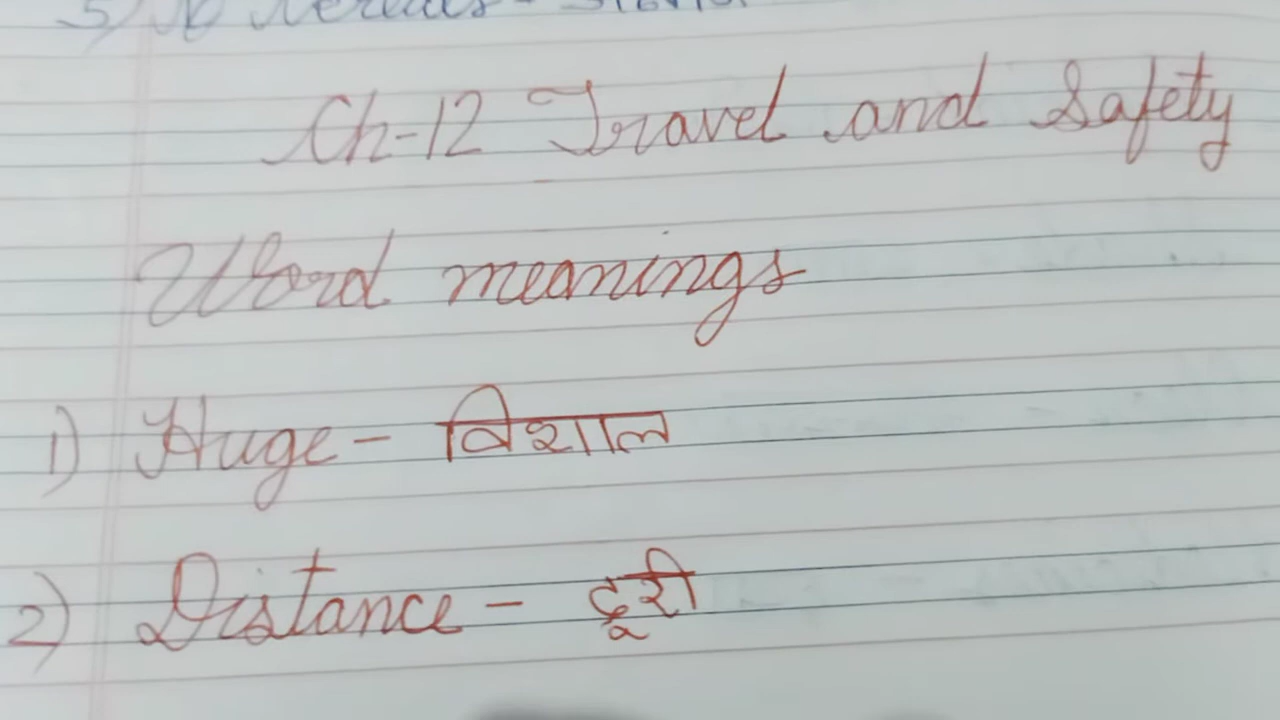 Ch-12 Travel and Safety
Word meanings
1) Huge - विशाल
2) Distance - दूरी